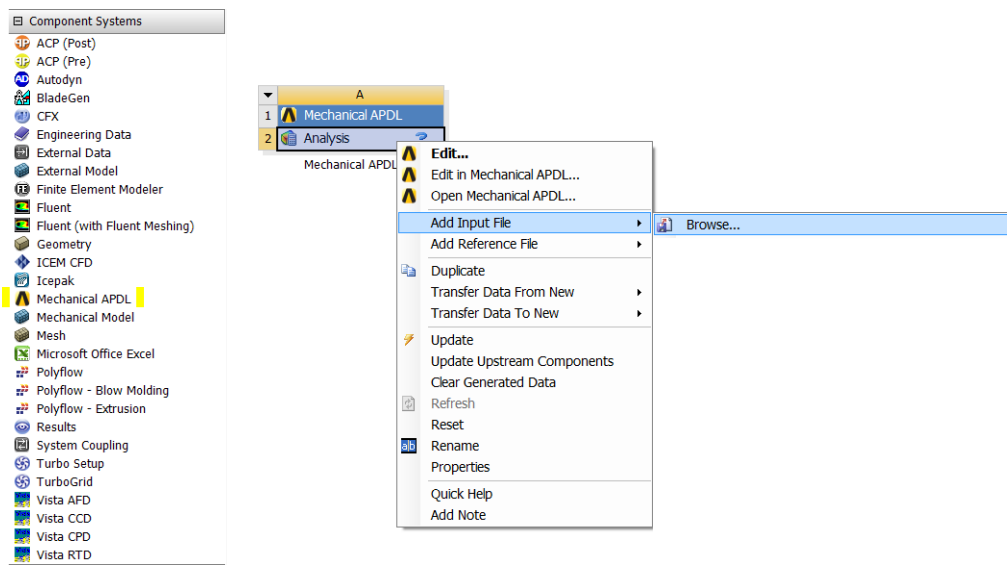 Component Systems
ACP (Post)
ACP (Pre)
Autodyn
BladeGen
CFX
Engineering Data
External Data
External Model
Finite Element Modeler
Fluent
Fluent (with Fluent Meshing)
Geometry
ICEM CFD
Icepak
Mechanical APDL
Mechanical Model
Mesh
Microsoft Office Excel
Polyflow
Polyflow - Blow Molding
Polyflow - Extrusion
Results
System Coupling
Turbo Setup
TurboGrid
Vista AFD
Vista CCD
Vista CPD
Vista RTD
A
1 Mechanical APDL
2 Analysis ?
Mechanical APDL
Edit...
Edit in Mechanical APDL...
Open Mechanical APDL...
Add Input File
Browse...
Add Reference File
Duplicate
Transfer Data From New
Transfer Data To New
Update
Update Upstream Components
Clear Generated Data
Refresh
Reset
Rename
Properties
Quick Help
Add Note